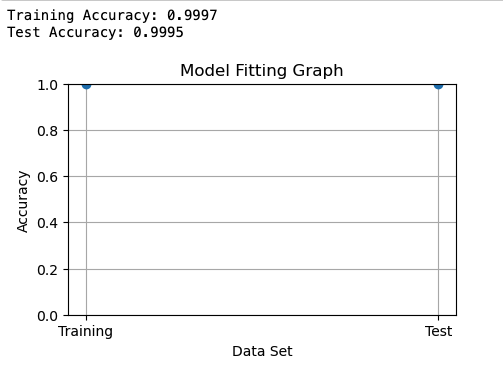 Training Accuracy: 0.9997
Test Accuracy: 0.9995
Model Fitting Graph
1.0
0.8
0.6
0.4
0.2
0.0
Accuracy
Training
Test
Data Set